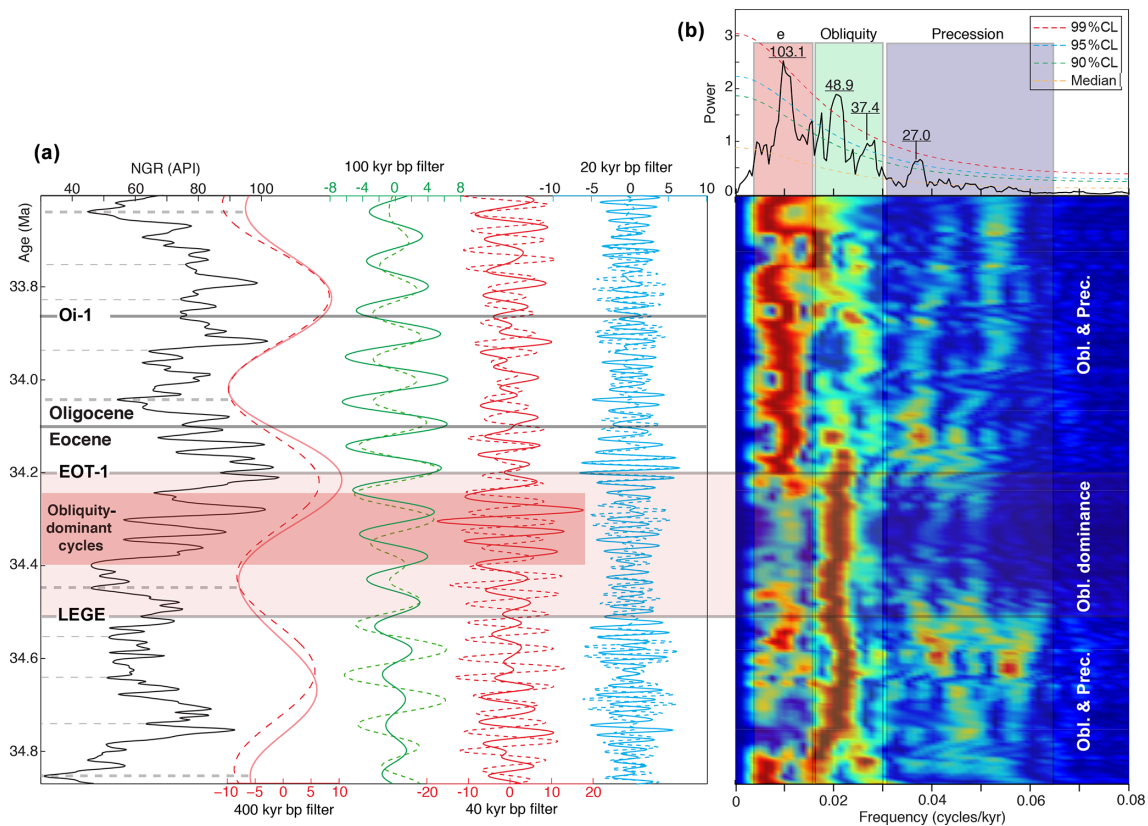 (b)
e Obliquity Precession
99%CL
95%CL
90%CL
Median
103.1
48.9
37.4
27.0
Power
3
2
1
0
(a)
NGR (API)
100 kyr bp filter
20 kyr bp filter
40 60 80 100
-8 -4 0 4 8
-10
-10 -5 0 5 10
Age (Ma)
33.8
34.0
34.2
34.4
34.6
34.8
Oi-1
Oligocene
Eocene
EOT-1
Obliquity-
dominant
cycles
LEGE
Obl. & Prec.
Obl. dominance
Obl. & Prec.
-10 -5 0 5 10
400 kyr bp filter
-20 -10 0 10 20
40 kyr bp filter
0 0.02 0.04 0.06 0.08
Frequency (cycles/kyr)